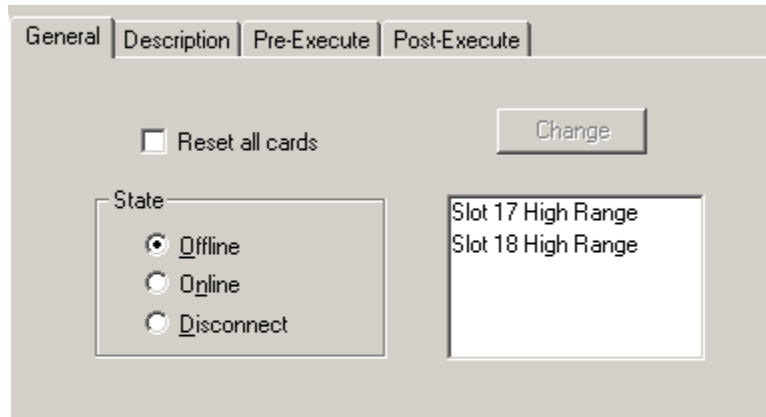 General Description Pre-Execute Post-Execute
Reset all cards Change
State
Offline
Online
Disconnect
Slot 17 High Range
Slot 18 High Range